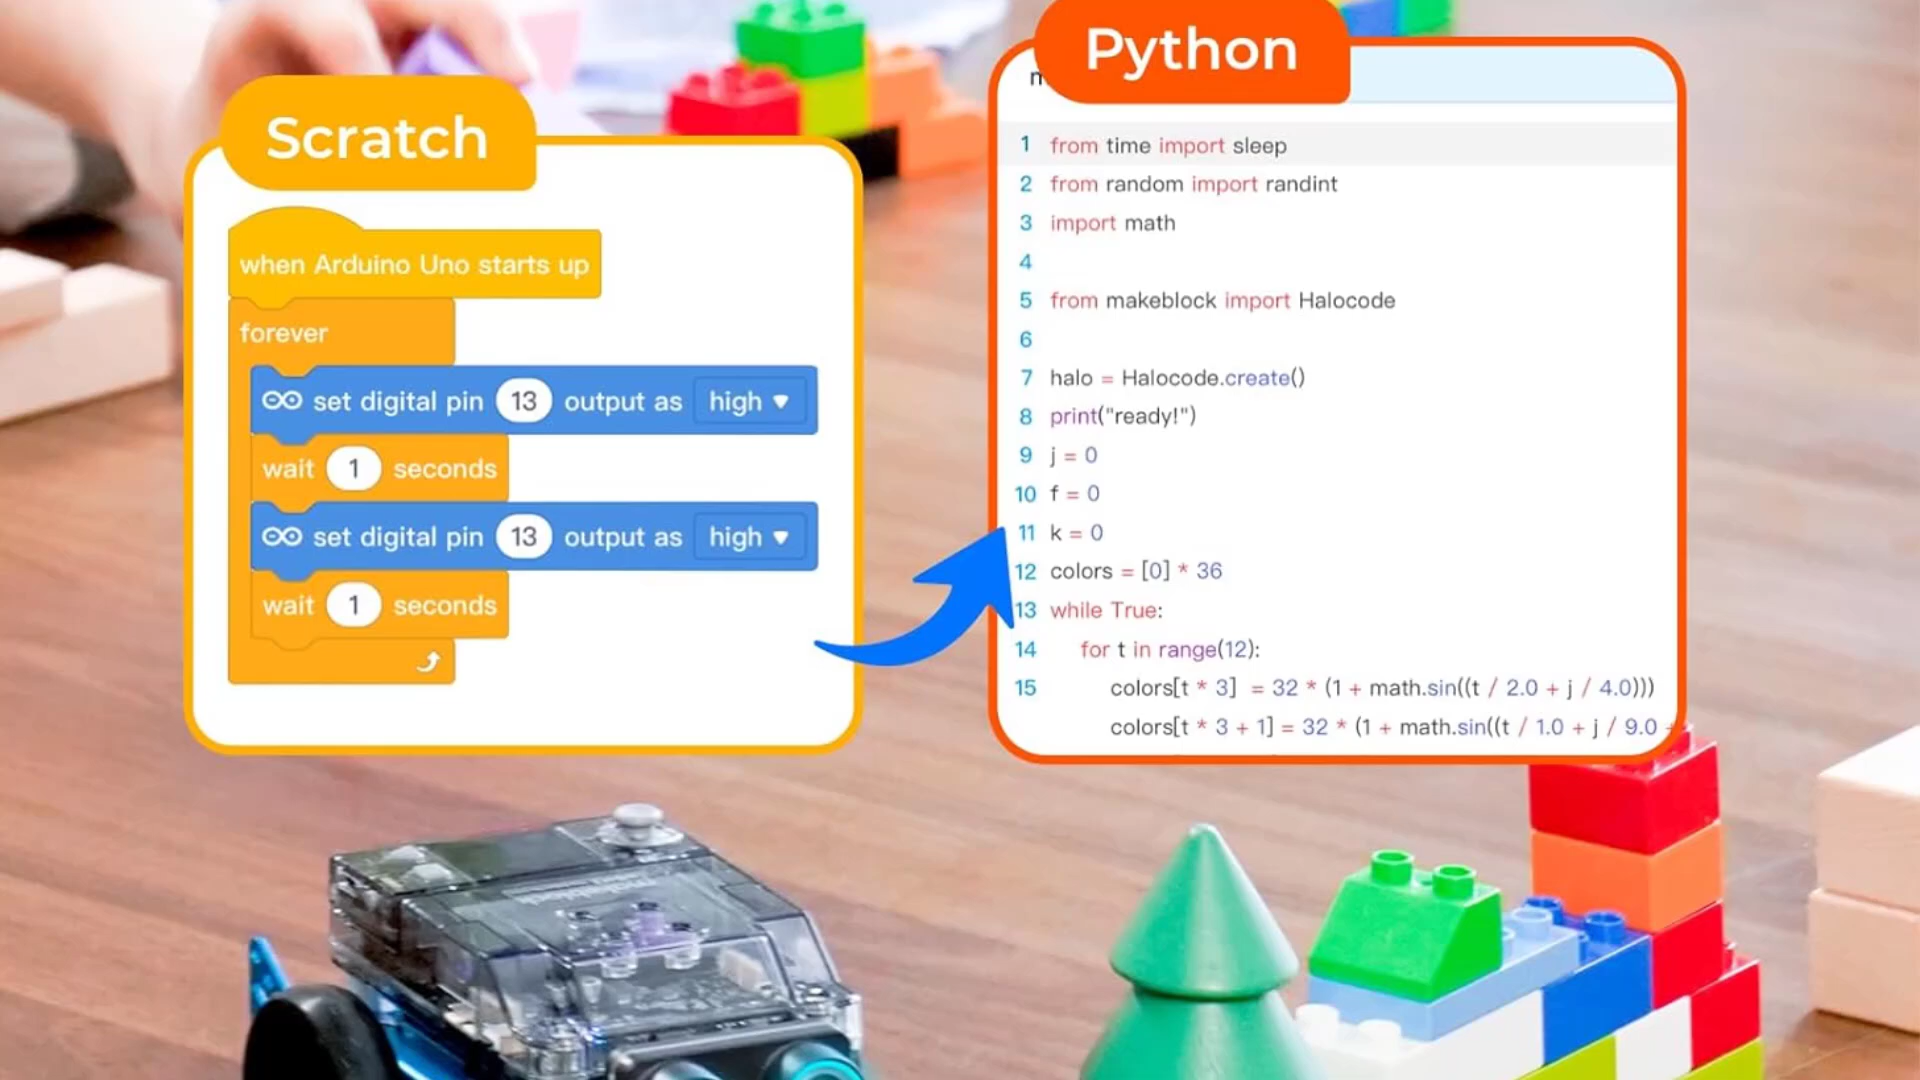 Scratch
when Arduino Uno starts up
forever
set digital pin 13 output as high
wait 1 seconds
set digital pin 13 output as high
wait 1 seconds
Python
1 from time import sleep
2 from random import randint
3 import math
4
5 from makeblock import Halocode
6
7 halo = Halocode.create()
8 print("ready!")
9 j = 0
10 f = 0
11 k = 0
12 colors = [0] * 36
13 while True:
14 for t in range(12):
15 colors[t * 3] = 32 * (1 + math.sin((t / 2.0 + j / 4.0)))
colors[t * 3 + 1] = 32 * (1 + math.sin((t / 1.0 + j / 9.0 +